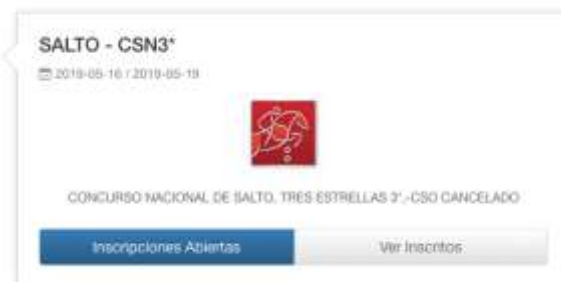 SALTO - CSN3*
2019-05-16 / 2019-05-19
CONCURSO NACIONAL DE SALTO, TRES ESTRELLAS 3*.-CSO CANCELADO
Inscripciones Abiertas
Ver Inscritos